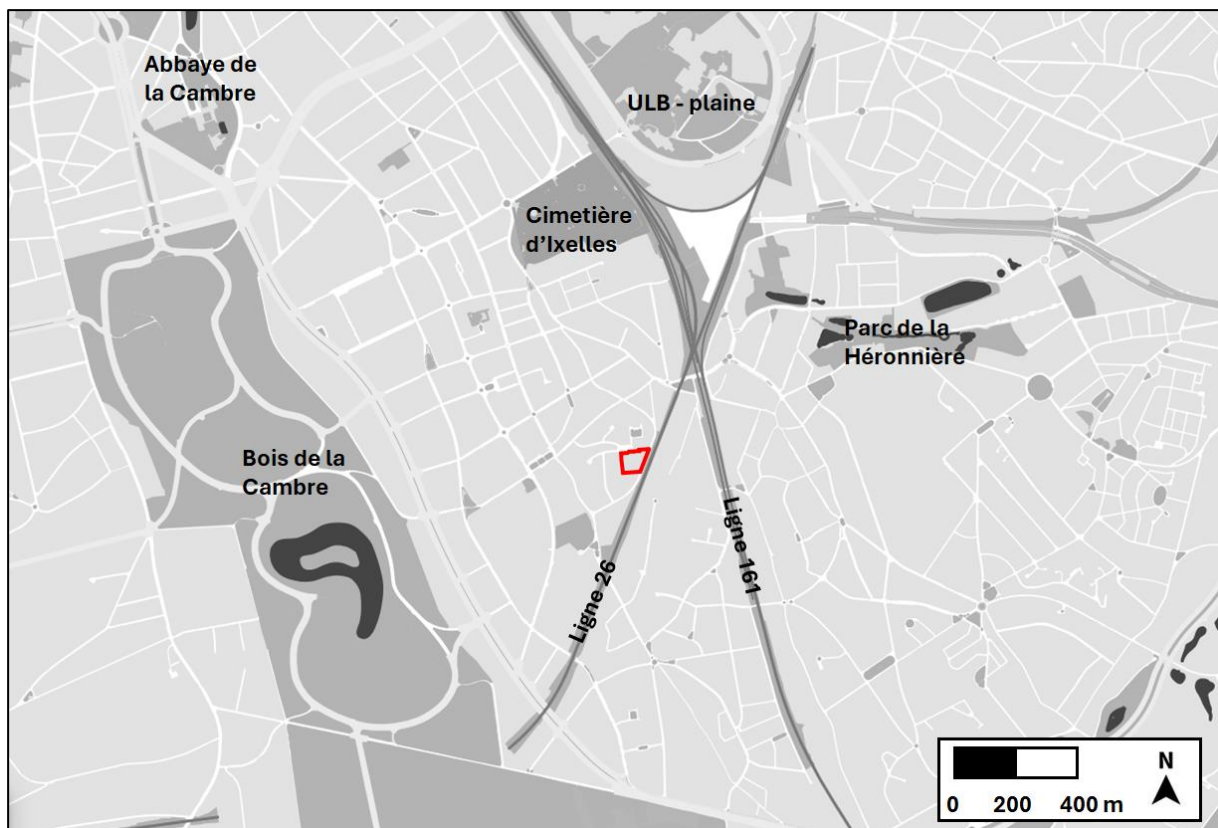 Abbaye de
la Cambre
ULB - plaine
Cimetière
d’Ixelles
Parc de la
Héronnière
Bois de la
Cambre
Ligne 26
Ligne 161
N
0 200 400 m